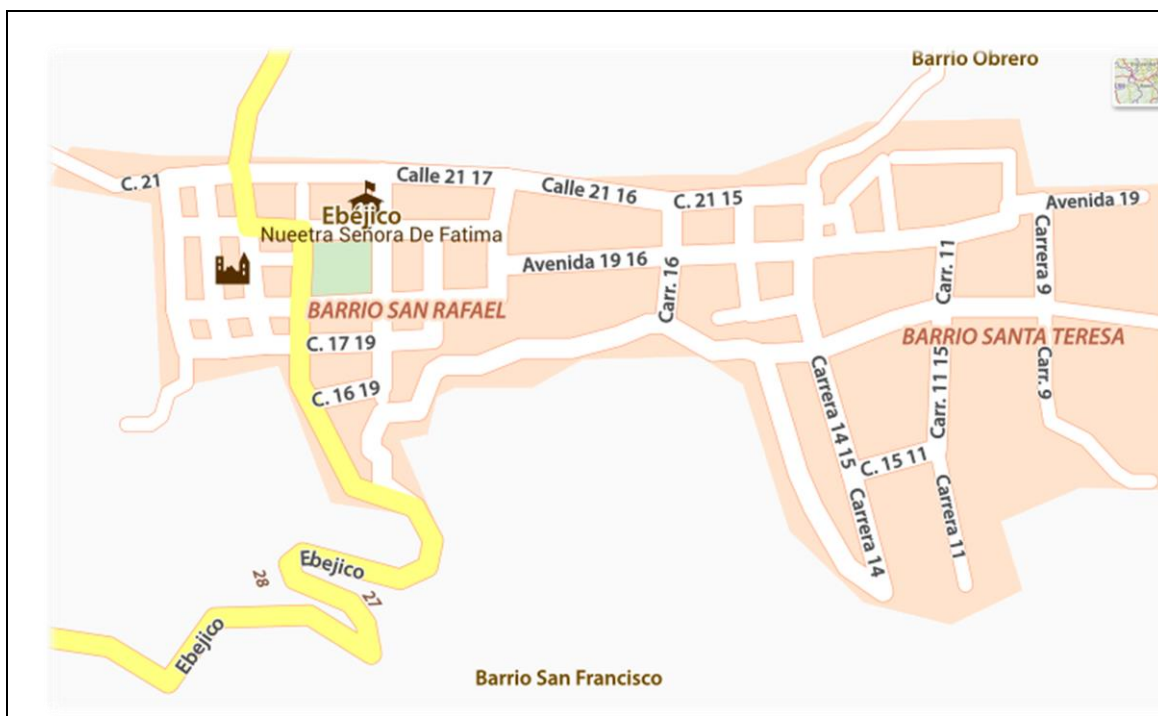 Barrio Obrero
C. 21
Calle 21 17
Calle 21 16
C. 21 15
Avenida 19
Ebéjico
Nueetra Señora De Fatima
Avenida 19 16
Carr. 16
Carr. 11
Carrera 9
BARRIO SAN RAFAEL
BARRIO SANTA TERESA
C. 17 19
C. 16 19
Carrera 14 15
Carr. 11 15
Carr. 9
C. 15 11
Carrera 14
Carrera 11
Ebejico
28
27
Ebejico
Barrio San Francisco